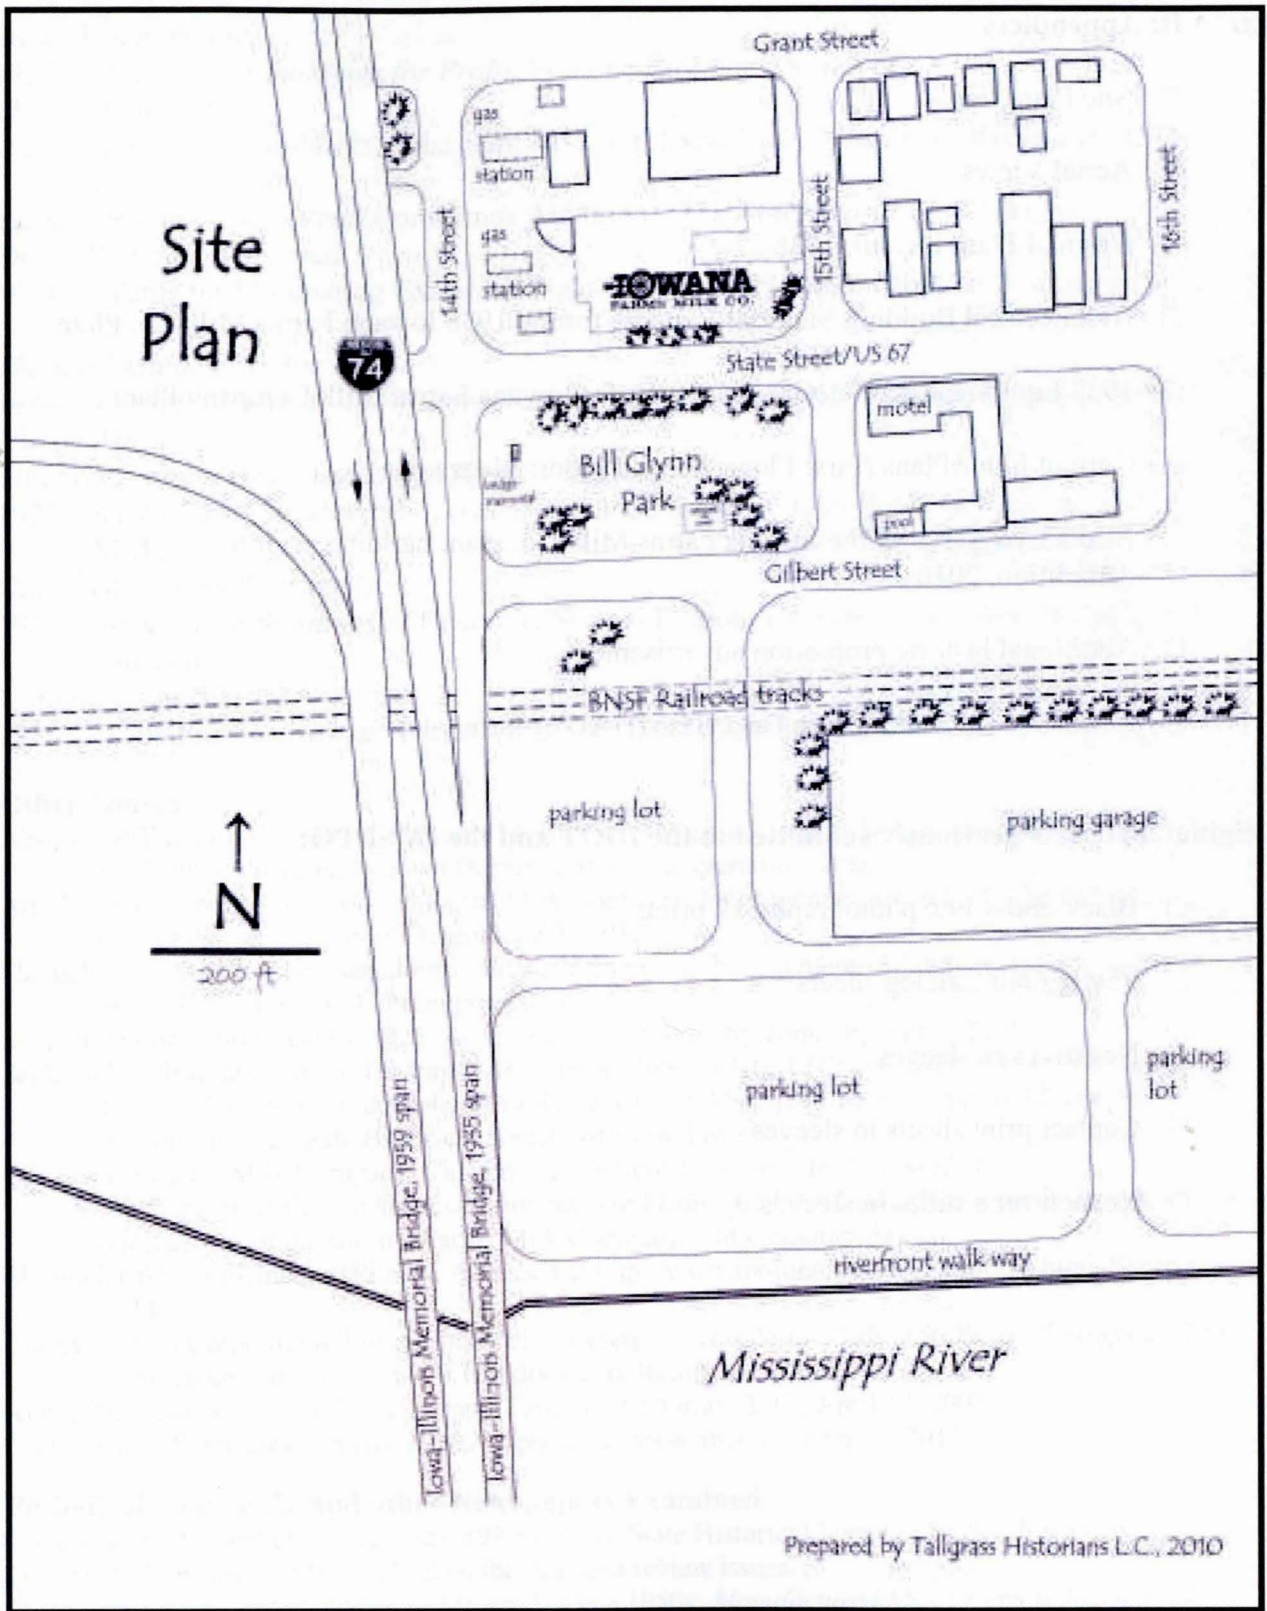 Grant Street
gas
station
gas
station
14th Street
15th Street
16th Street
Site
Plan
IOWANA
FARMS MILK CO.
74
State Street/US 67
motel
Bill Glynn
Park
pool
Gilbert Street
BNSF Railroad tracks
parking lot
parking garage
N
200 ft
parking lot
parking
lot
Iowa-Illinois Memorial Bridge, 1959 span
Iowa-Illinois Memorial Bridge, 1935 span
riverfront walk way
Mississippi River
Prepared by Tallgrass Historians L.C., 2010